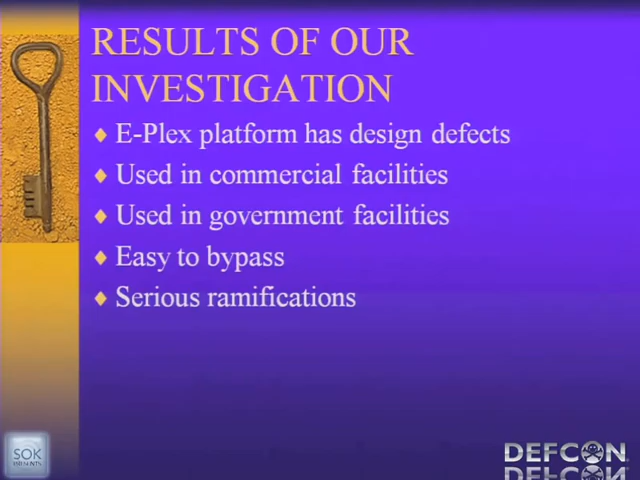 RESULTS OF OUR
INVESTIGATION
E-Plex platform has design defects
Used in commercial facilities
Used in government facilities
Easy to bypass
Serious ramifications
SOK
DEFCON